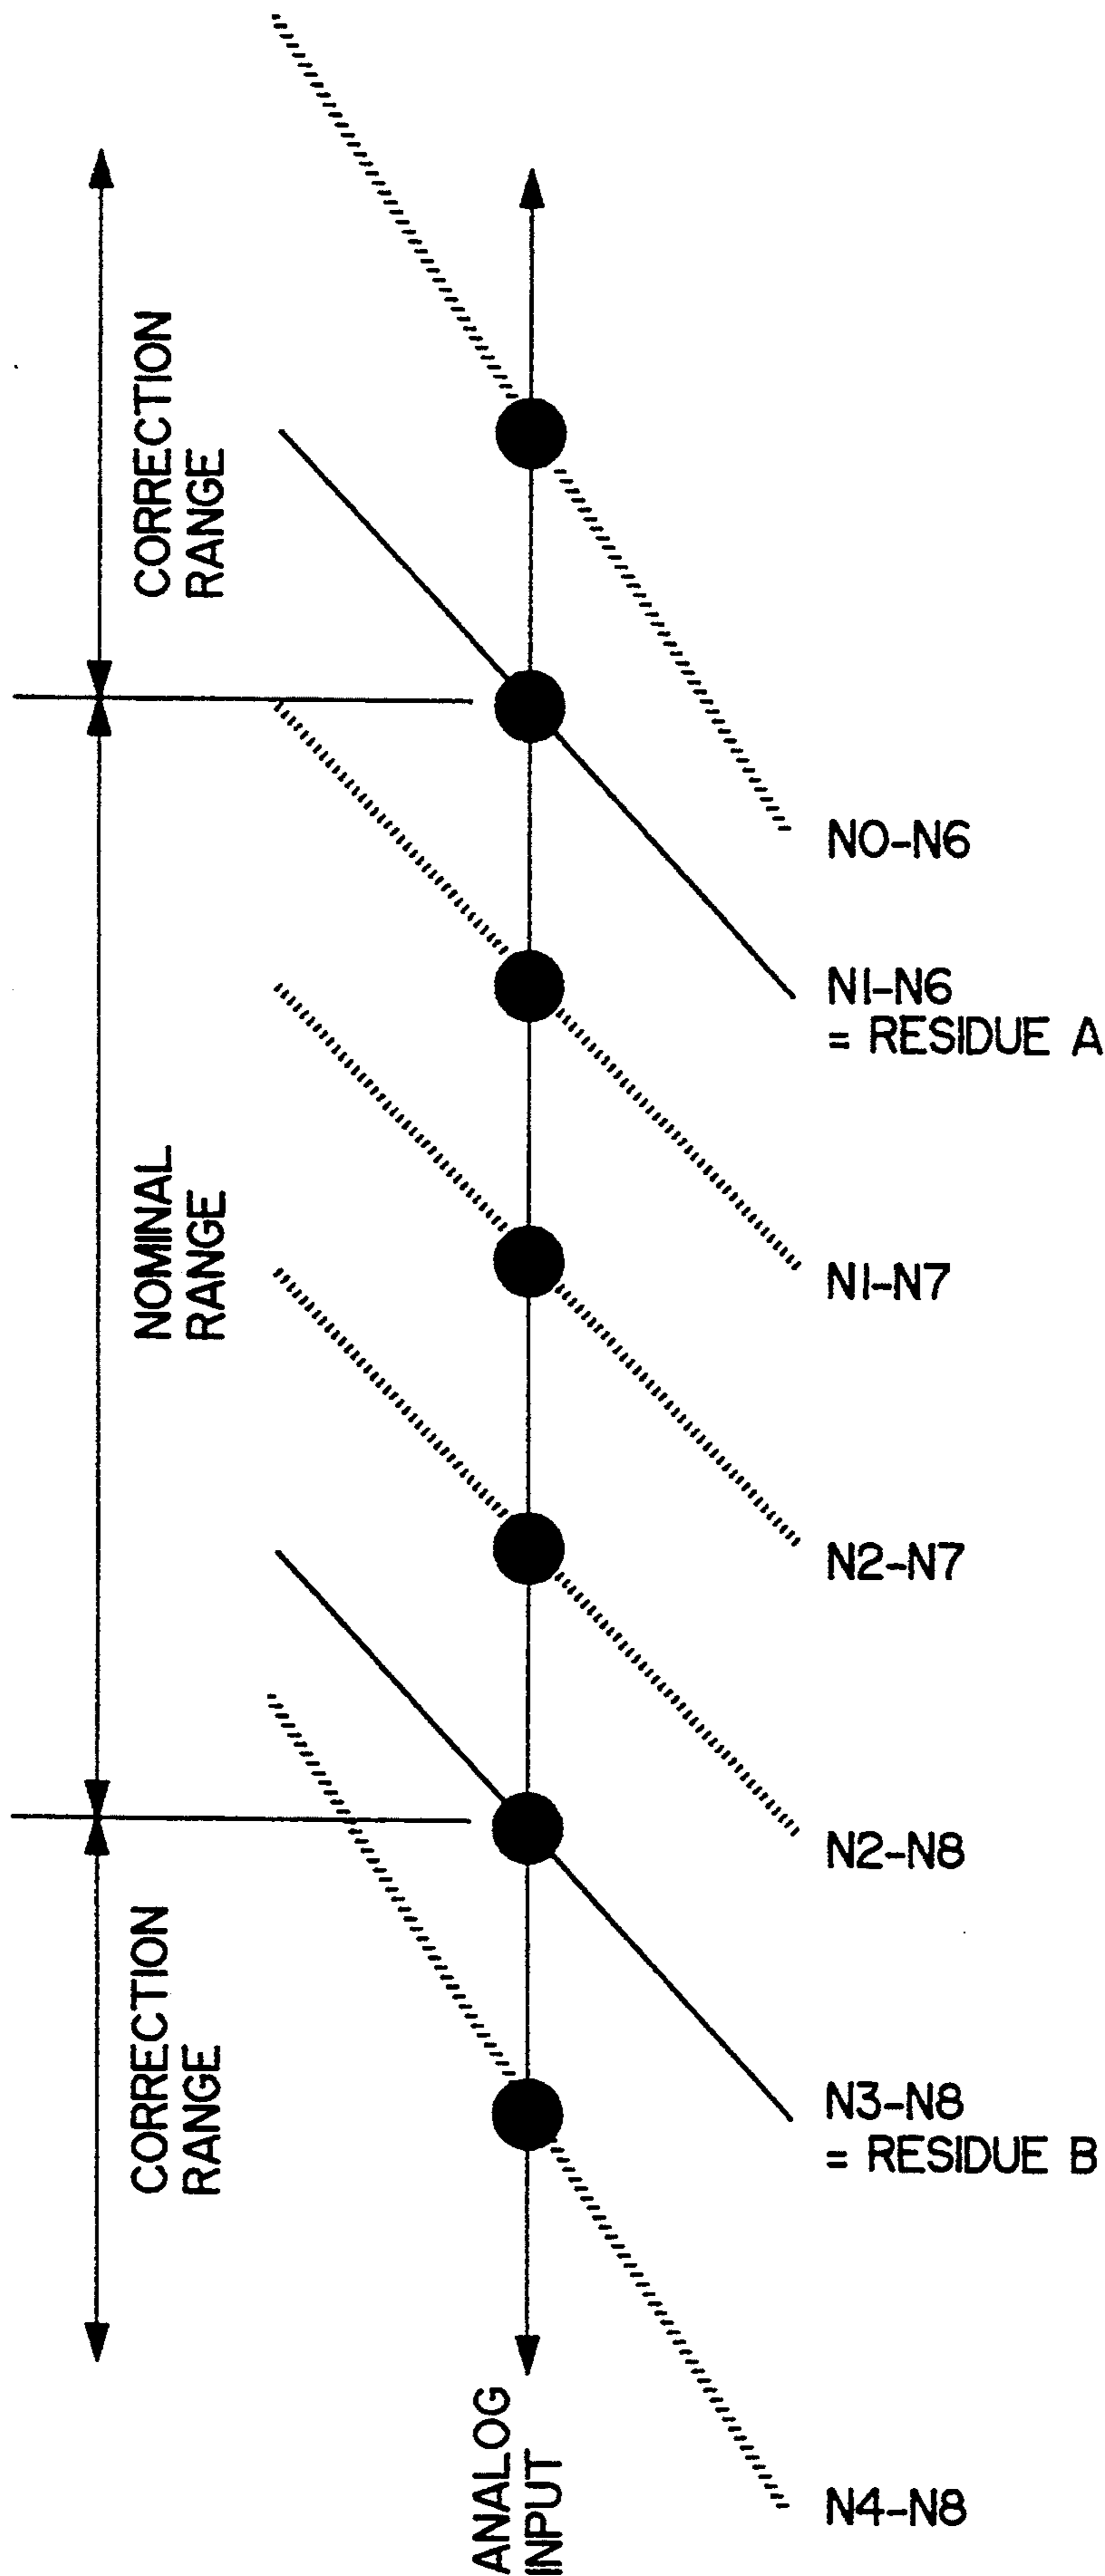 CORRECTION
RANGE
NOMINAL
RANGE
CORRECTION
RANGE
ANALOG
INPUT
N0-N6
N1-N6
= RESIDUE A
N1-N7
N2-N7
N2-N8
N3-N8
= RESIDUE B
N4-N8